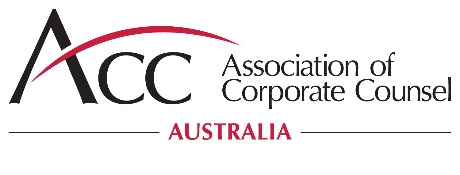 ACC Association of
Corporate Counsel
AUSTRALIA